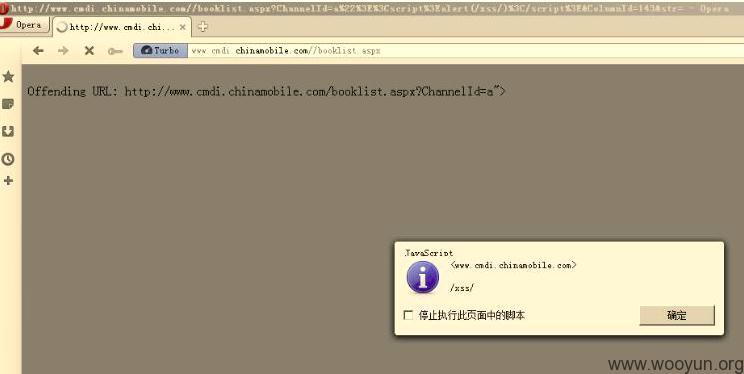 http://www.cmdi.chinamobile.com//booklist.aspx?ChannelId=a%22%3E%3Cscript%3Ealert(/xss/)%3C/script%3E&ColumnId=143&str= - Opera
Opera
http://www.cmdi.chi...
Turbo
www.cmdi.chinamobile.com//booklist.aspx
Offending URL: http://www.cmdi.chinamobile.com/booklist.aspx?ChannelId=a">
JavaScript
<www.cmdi.chinamobile.com>
/xss/
停止执行此页面中的脚本
确定
www.wooyun.org